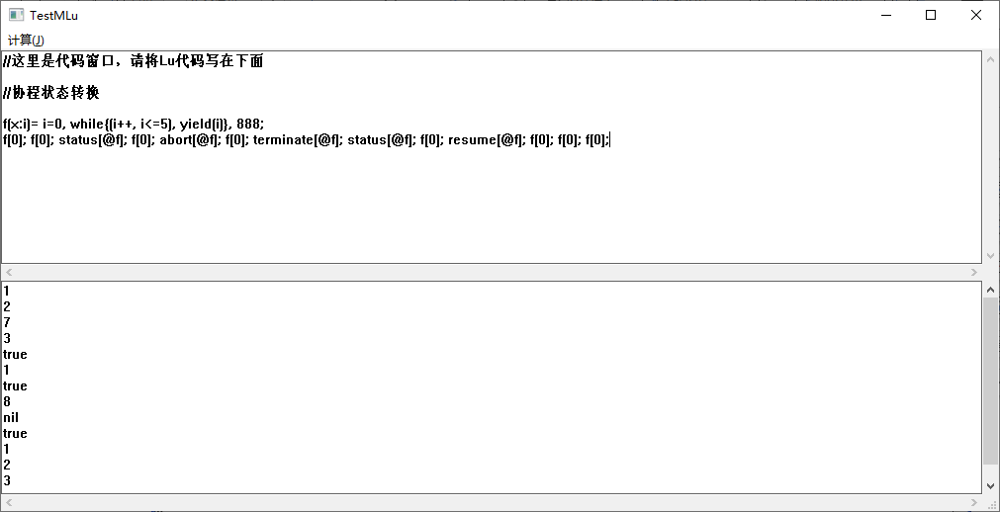 TestMLu
计算(J)
//这里是代码窗口，请将Lu代码写在下面
//协程状态转换
f(x:i)= i=0, while{(i++, i<=5), yield(i)}, 888;
f[0]; f[0]; status[@f]; f[0]; abort[@f]; f[0]; terminate[@f]; status[@f]; f[0]; resume[@f]; f[0]; f[0]; f[0];
1
2
7
3
true
1
true
8
nil
true
1
2
3